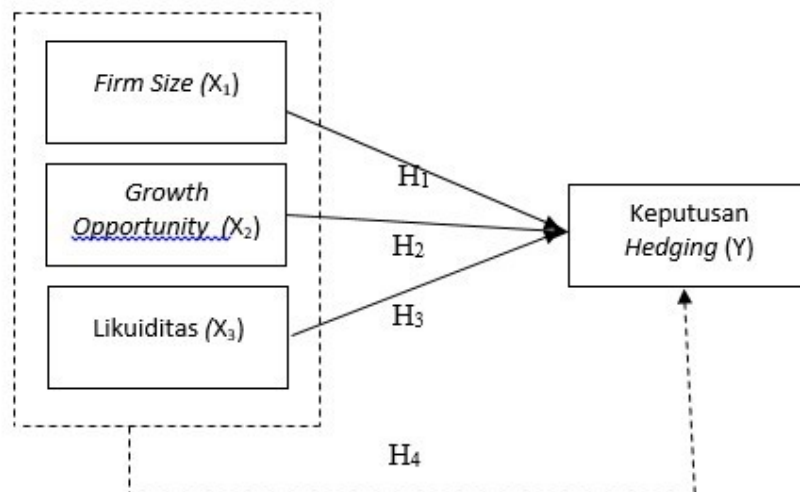 Firm Size (X₁)
Growth
Opportunity (X₂)
Likuiditas (X₃)
H1
H2
H3
H4
Keputusan
Hedging (Y)